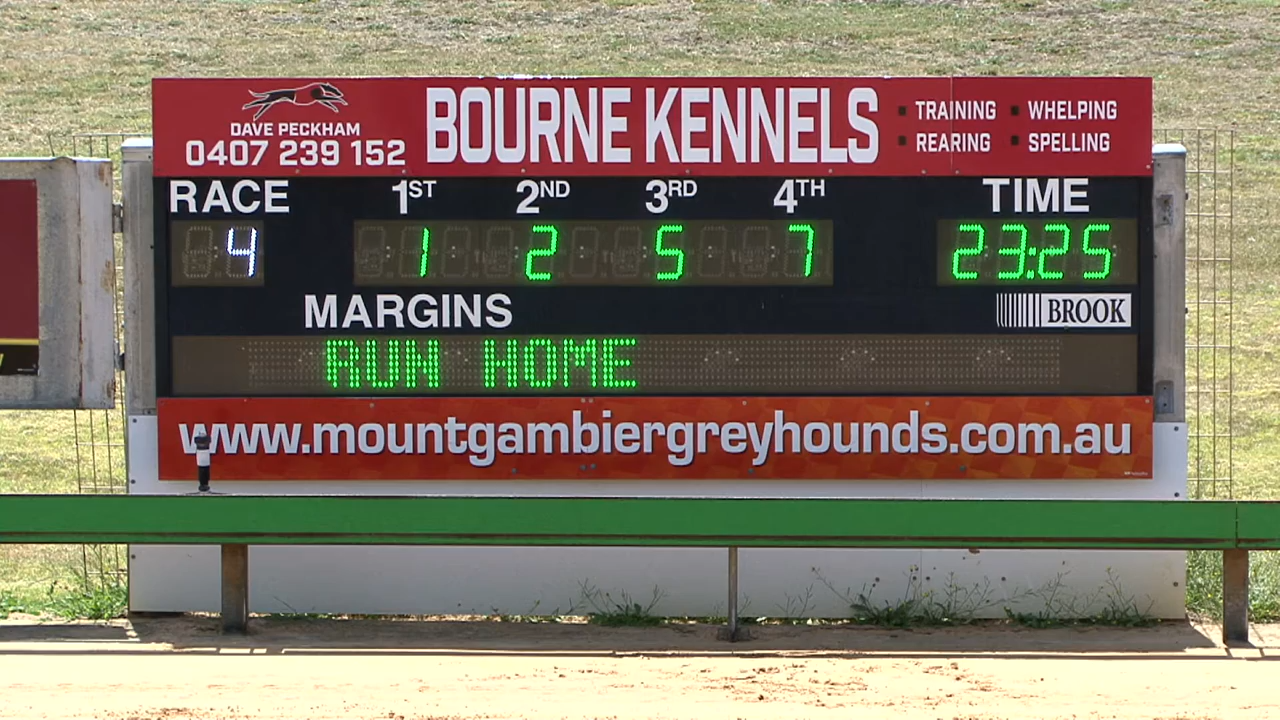 BOURNE KENNELS
DAVE PECKHAM
0407 239 152
TRAINING WHELPING
REARING SPELLING
RACE 1ST 2ND 3RD 4TH TIME
4 1 2 5 7 23:25
MARGINS BROOK
RUN HOME
www.mountgambiergreyhounds.com.au